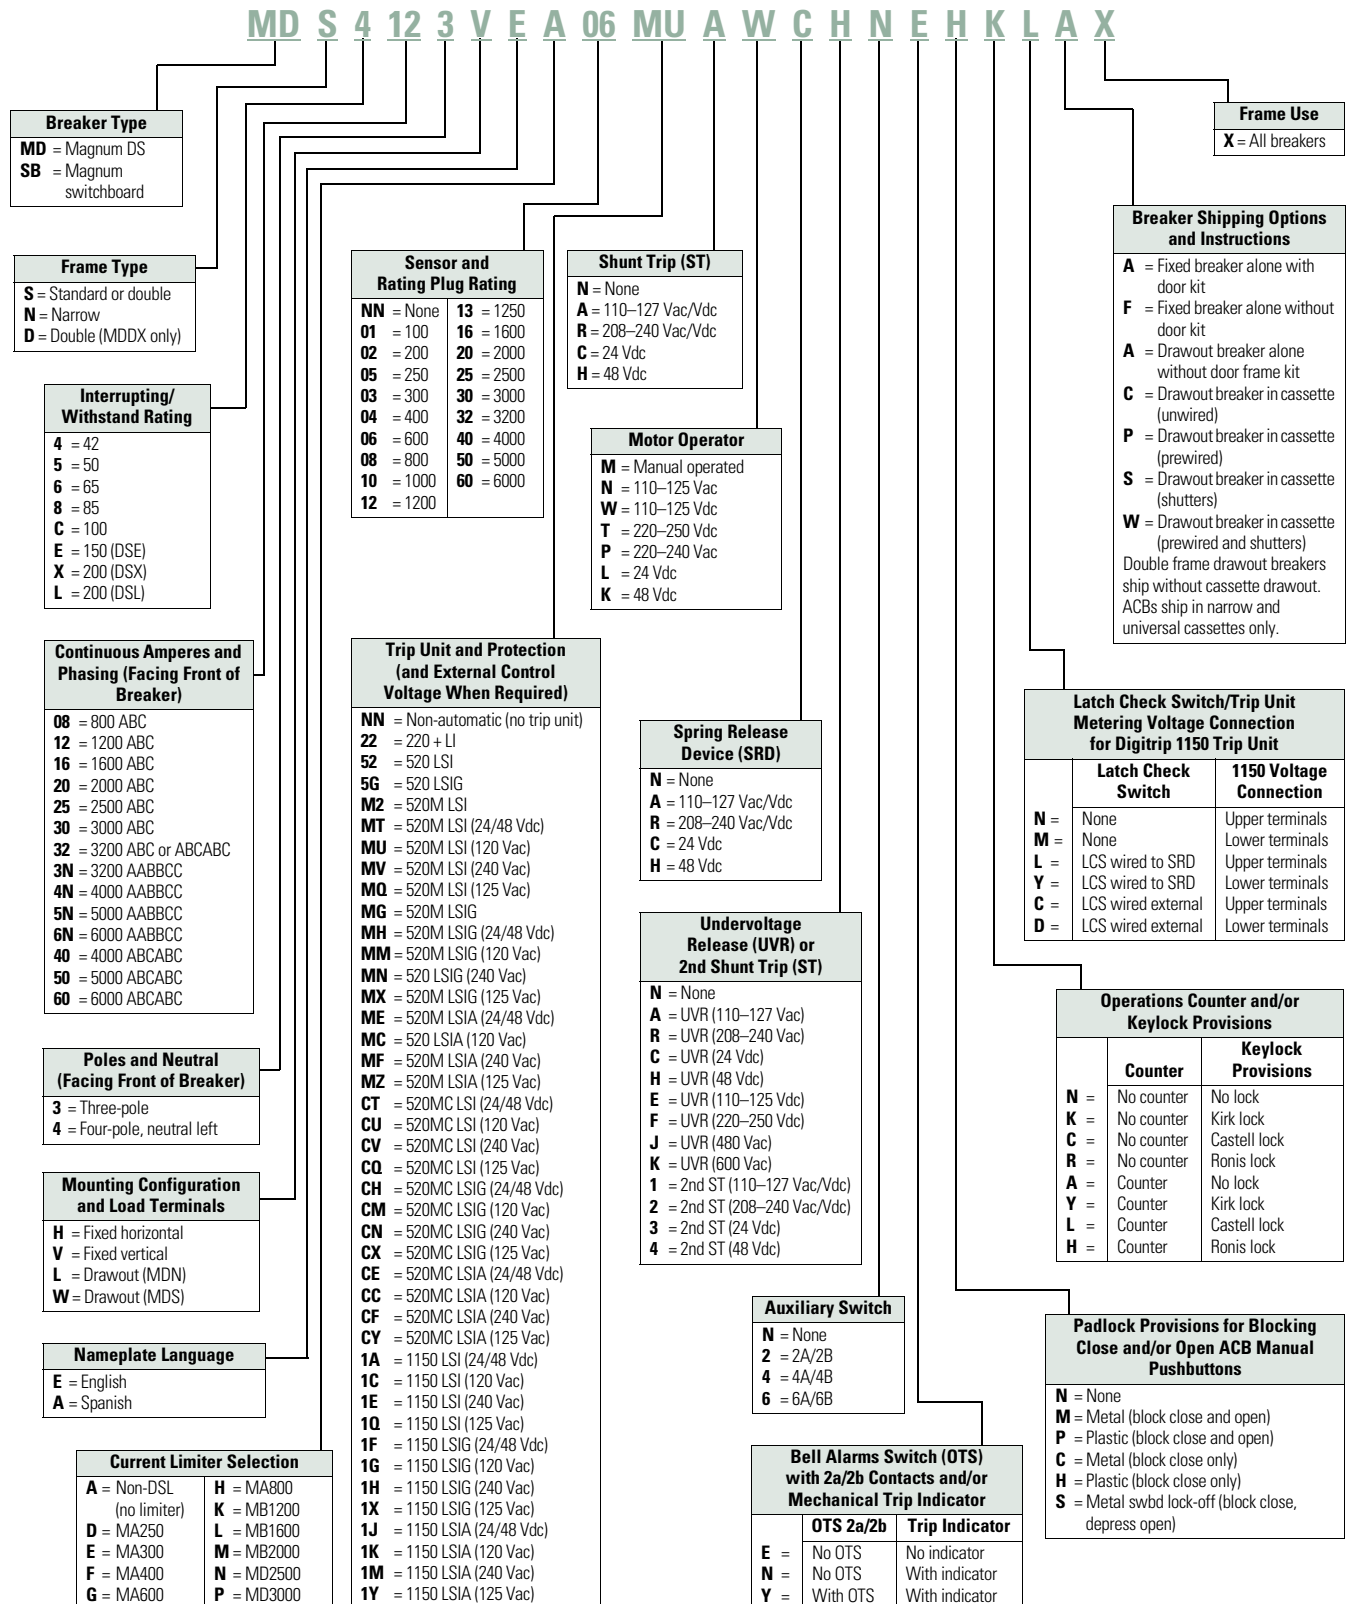 MD S 4 12 3 V E A 06 MU A W C H N E H K L A X
Breaker Type
MD = Magnum DS
SB = Magnum
switchboard
Frame Type
S = Standard or double
N = Narrow
D = Double (MDDX only)
Interrupting/
Withstand Rating
4 = 42
5 = 50
6 = 65
8 = 85
C = 100
E = 150 (DSE)
X = 200 (DSX)
L = 200 (DSL)
Continuous Amperes and
Phasing (Facing Front of
Breaker)
08 = 800 ABC
12 = 1200 ABC
16 = 1600 ABC
20 = 2000 ABC
25 = 2500 ABC
30 = 3000 ABC
32 = 3200 ABC or ABCABC
3N = 3200 AABBCC
4N = 4000 AABBCC
5N = 5000 AABBCC
6N = 6000 AABBCC
40 = 4000 ABCABC
50 = 5000 ABCABC
60 = 6000 ABCABC
Poles and Neutral
(Facing Front of Breaker)
3 = Three-pole
4 = Four-pole, neutral left
Mounting Configuration
and Load Terminals
H = Fixed horizontal
V = Fixed vertical
L = Drawout (MDN)
W = Drawout (MDS)
Nameplate Language
E = English
A = Spanish
Current Limiter Selection
A = Non-DSL
(no limiter)
D = MA250
E = MA300
F = MA400
G = MA600
H = MA800
K = MB1200
L = MB1600
M = MB2000
N = MD2500
P = MD3000
Sensor and
Rating Plug Rating
NN = None
01 = 100
02 = 200
05 = 250
03 = 300
04 = 400
06 = 600
08 = 800
10 = 1000
12 = 1200
13 = 1250
16 = 1600
20 = 2000
25 = 2500
30 = 3000
32 = 3200
40 = 4000
50 = 5000
60 = 6000
Trip Unit and Protection
(and External Control
Voltage When Required)
NN = Non-automatic (no trip unit)
22 = 220 + LI
52 = 520 LSI
5G = 520 LSIG
M2 = 520M LSI
MT = 520M LSI (24/48 Vdc)
MU = 520M LSI (120 Vac)
MV = 520M LSI (240 Vac)
MQ = 520M LSI (125 Vac)
MG = 520M LSIG
MH = 520M LSIG (24/48 Vdc)
MM = 520M LSIG (120 Vac)
MN = 520 LSIG (240 Vac)
MX = 520M LSIG (125 Vac)
ME = 520M LSIA (24/48 Vdc)
MC = 520 LSIA (120 Vac)
MF = 520M LSIA (240 Vac)
MZ = 520M LSIA (125 Vac)
CT = 520MC LSI (24/48 Vdc)
CU = 520MC LSI (120 Vac)
CV = 520MC LSI (240 Vac)
CQ = 520MC LSI (125 Vac)
CH = 520MC LSIG (24/48 Vdc)
CM = 520MC LSIG (120 Vac)
CN = 520MC LSIG (240 Vac)
CX = 520MC LSIG (125 Vac)
CE = 520MC LSIA (24/48 Vdc)
CC = 520MC LSIA (120 Vac)
CF = 520MC LSIA (240 Vac)
CY = 520MC LSIA (125 Vac)
1A = 1150 LSI (24/48 Vdc)
1C = 1150 LSI (120 Vac)
1E = 1150 LSI (240 Vac)
1Q = 1150 LSI (125 Vac)
1F = 1150 LSIG (24/48 Vdc)
1G = 1150 LSIG (120 Vac)
1H = 1150 LSIG (240 Vac)
1X = 1150 LSIG (125 Vac)
1J = 1150 LSIA (24/48 Vdc)
1K = 1150 LSIA (120 Vac)
1M = 1150 LSIA (240 Vac)
1Y = 1150 LSIA (125 Vac)
Shunt Trip (ST)
N = None
A = 110–127 Vac/Vdc
R = 208–240 Vac/Vdc
C = 24 Vdc
H = 48 Vdc
Motor Operator
M = Manual operated
N = 110–125 Vac
W = 110–125 Vdc
T = 220–250 Vdc
P = 220–240 Vac
L = 24 Vdc
K = 48 Vdc
Spring Release
Device (SRD)
N = None
A = 110–127 Vac/Vdc
R = 208–240 Vac/Vdc
C = 24 Vdc
H = 48 Vdc
Undervoltage
Release (UVR) or
2nd Shunt Trip (ST)
N = None
A = UVR (110–127 Vac)
R = UVR (208–240 Vac)
C = UVR (24 Vdc)
H = UVR (48 Vdc)
E = UVR (110–125 Vdc)
F = UVR (220–250 Vdc)
J = UVR (480 Vac)
K = UVR (600 Vac)
1 = 2nd ST (110–127 Vac/Vdc)
2 = 2nd ST (208–240 Vac/Vdc)
3 = 2nd ST (24 Vdc)
4 = 2nd ST (48 Vdc)
Auxiliary Switch
N = None
2 = 2A/2B
4 = 4A/4B
6 = 6A/6B
Bell Alarms Switch (OTS)
with 2a/2b Contacts and/or
Mechanical Trip Indicator
OTS 2a/2b Trip Indicator
E = No OTS No indicator
N = No OTS With indicator
Y = With OTS With indicator
Frame Use
X = All breakers
Breaker Shipping Options
and Instructions
A = Fixed breaker alone with
door kit
F = Fixed breaker alone without
door kit
A = Drawout breaker alone
without door frame kit
C = Drawout breaker in cassette
(unwired)
P = Drawout breaker in cassette
(prewired)
S = Drawout breaker in cassette
(shutters)
W = Drawout breaker in cassette
(prewired and shutters)
Double frame drawout breakers
ship without cassette drawout.
ACBs ship in narrow and
universal cassettes only.
Latch Check Switch/Trip Unit
Metering Voltage Connection
for Digitrip 1150 Trip Unit
Latch Check
Switch
1150 Voltage
Connection
N = None Upper terminals
M = None Lower terminals
L = LCS wired to SRD Upper terminals
Y = LCS wired to SRD Lower terminals
C = LCS wired external Upper terminals
D = LCS wired external Lower terminals
Operations Counter and/or
Keylock Provisions
Counter
Keylock
Provisions
N = No counter No lock
K = No counter Kirk lock
C = No counter Castell lock
R = No counter Ronis lock
A = Counter No lock
Y = Counter Kirk lock
L = Counter Castell lock
H = Counter Ronis lock
Padlock Provisions for Blocking
Close and/or Open ACB Manual
Pushbuttons
N = None
M = Metal (block close and open)
P = Plastic (block close and open)
C = Metal (block close only)
H = Plastic (block close only)
S = Metal swbd lock-off (block close,
depress open)